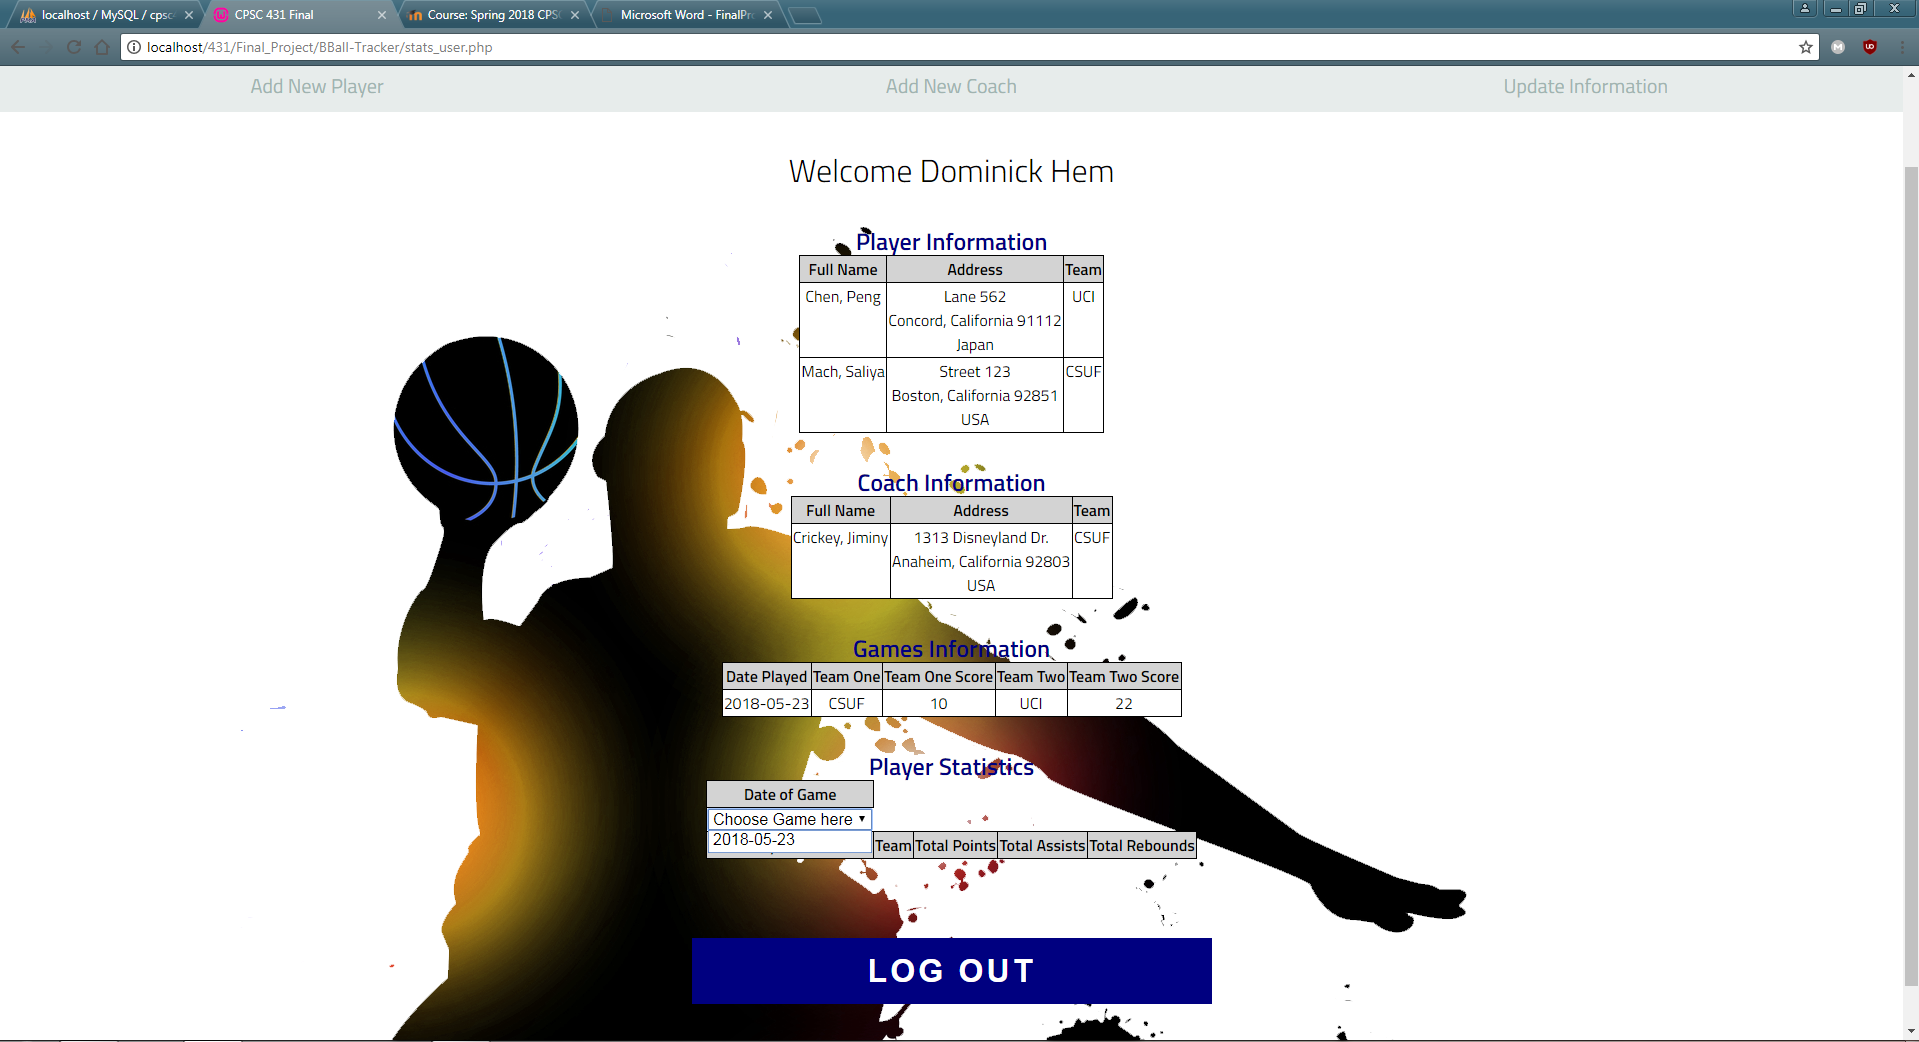 localhost / MySQL / cpsc
CPSC 431 Final
Course: Spring 2018 CPSC
Microsoft Word - FinalPr
localhost/431/Final_Project/BBall-Tracker/stats_user.php
Add New Player Add New Coach Update Information
Welcome Dominick Hem
Player Information
Full Name Address Team
Chen, Peng Lane 562 UCI
Concord, California 91112
Japan
Mach, Saliya Street 123 CSUF
Boston, California 92851
USA
Coach Information
Full Name Address Team
Crickey, Jiminy 1313 Disneyland Dr. CSUF
Anaheim, California 92803
USA
Games Information
Date Played Team One Team One Score Team Two Team Two Score
2018-05-23 CSUF 10 UCI 22
Player Statistics
Date of Game
Choose Game here
2018-05-23
Team Total Points Total Assists Total Rebounds
LOG OUT